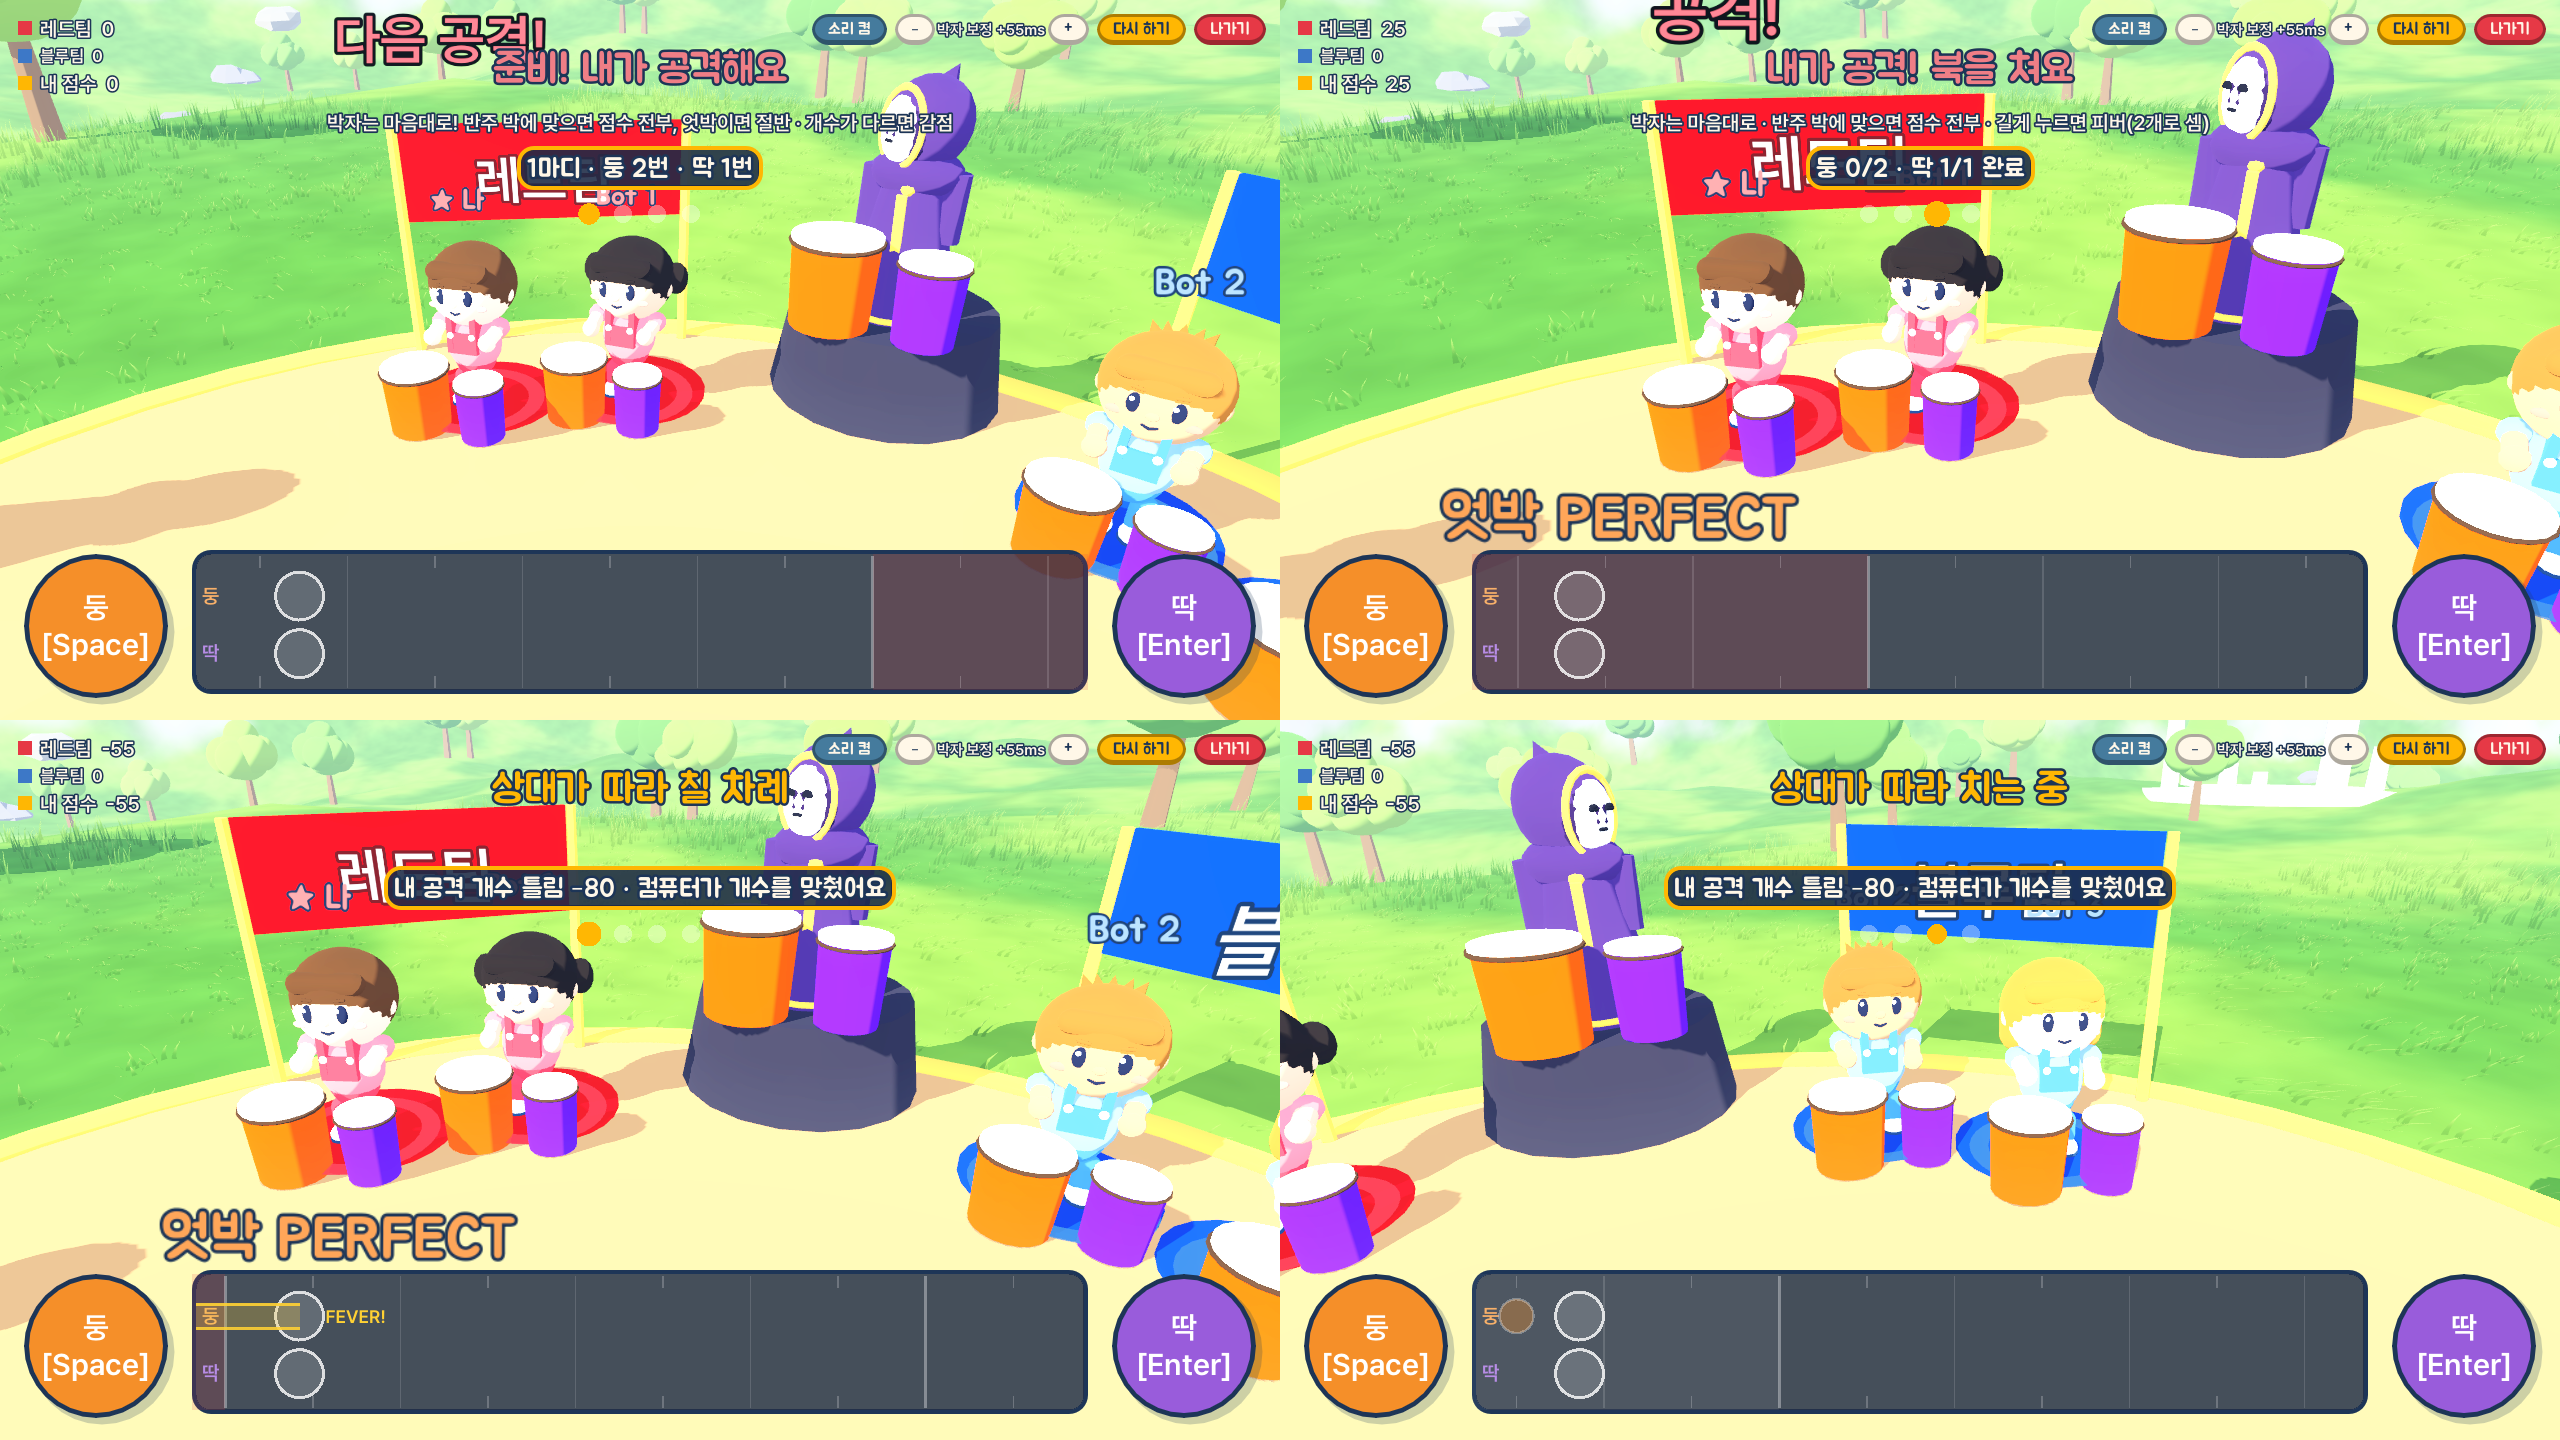 레드팀 0
블루팀 0
내 점수 0
다음 공격!
준비! 내가 공격해요
소리 켬
-
박자 보정 +55ms
+
다시 하기
나가기
박자는 마음대로! 반주 박에 맞으면 점수 전부, 엇박이면 절반 · 개수가 다르면 감점
1마디 · 둥 2번 · 딱 1번
나
Bot 1
Bot 2
둥
[Space]
둥
딱
딱
[Enter]
레드팀 25
블루팀 0
내 점수 25
공격!
내가 공격! 북을 쳐요
소리 켬
-
박자 보정 +55ms
+
다시 하기
나가기
박자는 마음대로 · 반주 박에 맞으면 점수 전부 · 길게 누르면 피버(2개로 셈)
둥 0/2 · 딱 1/1 완료
나
엇박 PERFECT
둥
[Space]
둥
딱
딱
[Enter]
레드팀 -55
블루팀 0
내 점수 -55
상대가 따라 칠 차례
소리 켬
-
박자 보정 +55ms
+
다시 하기
나가기
레드팀
내 공격 개수 틀림 -80 · 컴퓨터가 개수를 맞췄어요
나
Bot 2
블
엇박 PERFECT
둥
[Space]
둥
FEVER!
딱
딱
[Enter]
레드팀 -55
블루팀 0
내 점수 -55
상대가 따라 치는 중
소리 켬
-
박자 보정 +55ms
+
다시 하기
나가기
내 공격 개수 틀림 -80 · 컴퓨터가 개수를 맞췄어요
둥
[Space]
둥
딱
딱
[Enter]